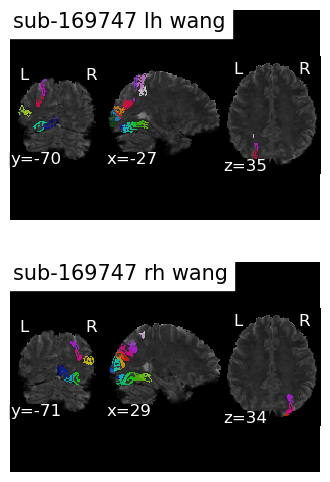 sub-169747 lh wang
L R L R
y=-70 x=-27 z=35
sub-169747 rh wang
L R L R
y=-71 x=29 z=34